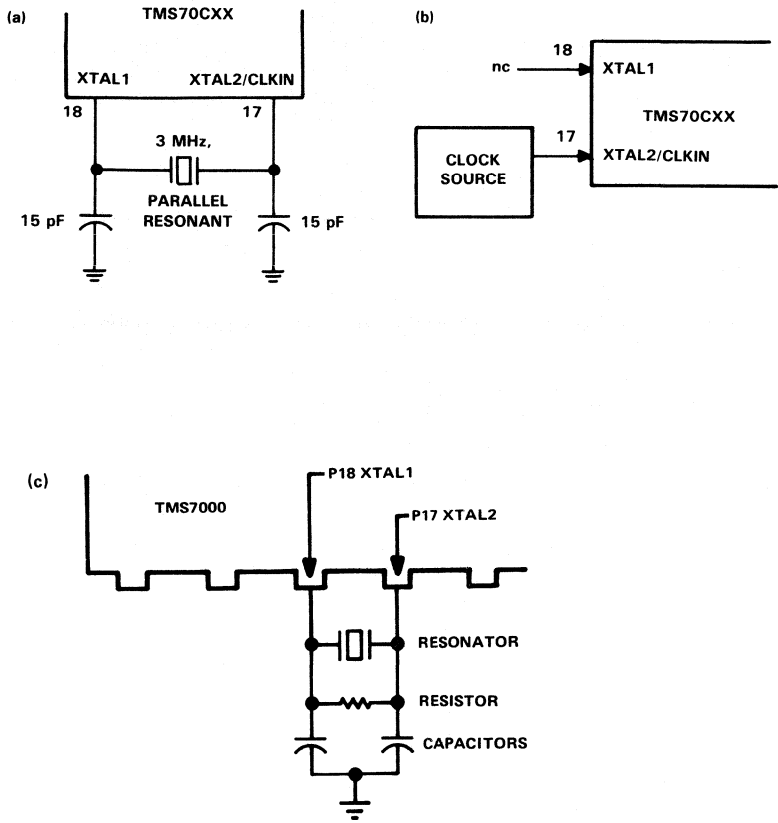 (a)
TMS70CXX
XTAL1
XTAL2/CLKIN
18
17
3 MHz,
PARALLEL
RESONANT
15 pF
15 pF
(b)
nc
18
XTAL1
TMS70CXX
17
XTAL2/CLKIN
CLOCK
SOURCE
(c)
TMS7000
P18 XTAL1
P17 XTAL2
RESONATOR
RESISTOR
CAPACITORS